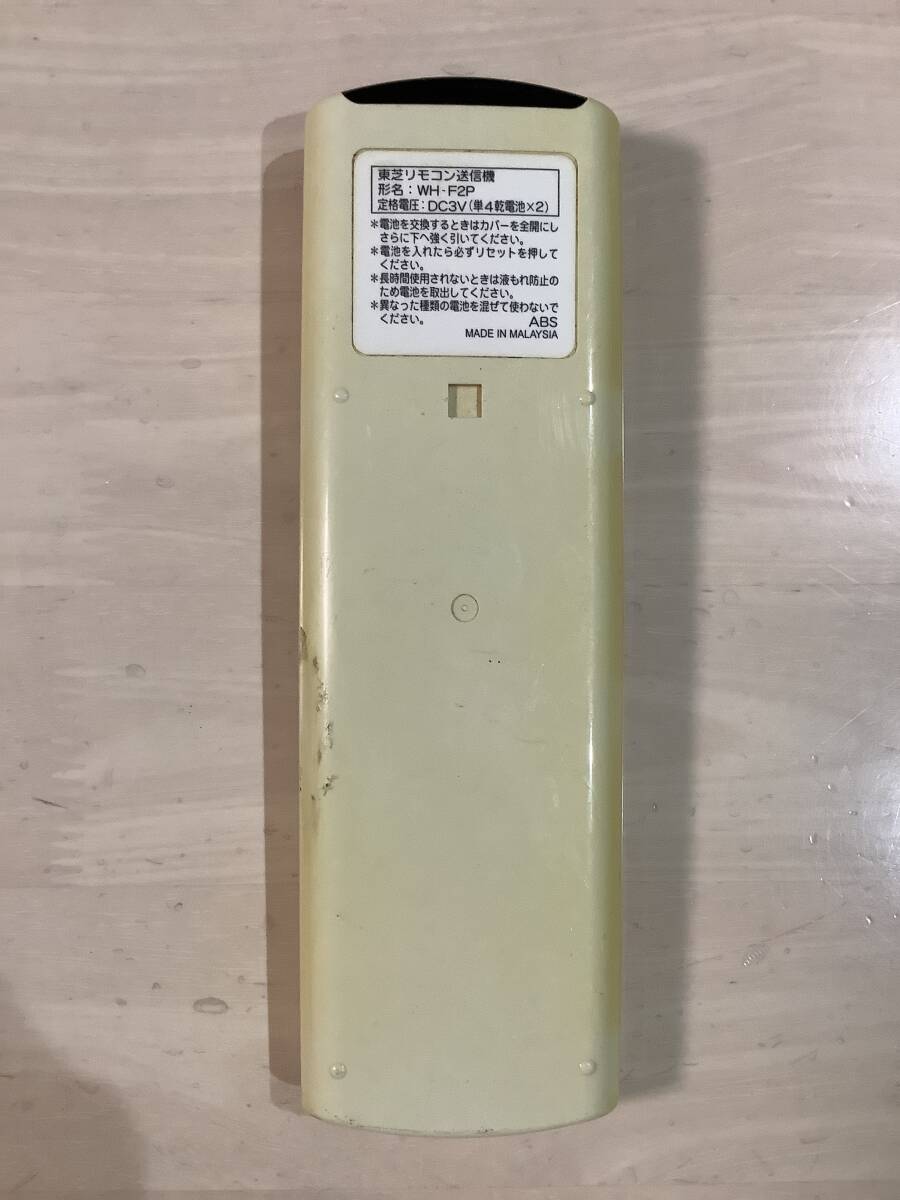 東芝リモコン送信機
形名：WH-F2P
定格電圧：DC3V(単4乾電池×2)
＊電池を交換するときはカバーを全開にし
さらに下へ強く引いてください。
＊電池を入れたら必ずリセットを押して
ください。
＊長時間使用されないときは液もれ防止の
ため電池を取出してください。
＊異なった種類の電池を混ぜて使わないで
ください。 ABS
MADE IN MALAYSIA